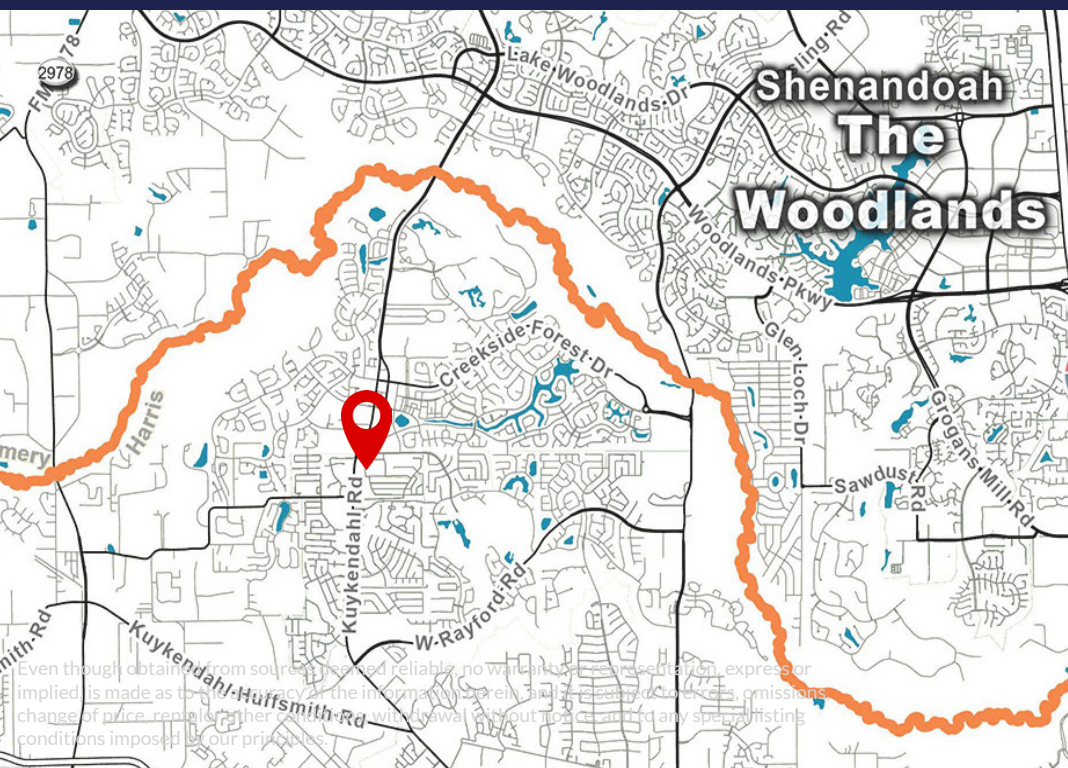 FM 2978
Lake Woodlands Dr
ling Rd
Shenandoah
The
Woodlands
Woodlands Pkwy
Creekside Forest Dr
Glen Loch Dr
Harris
mery
Grogans Mill Rd
Sawdust Rd
Kuykendahl Rd
W Rayford Rd
mith Rd
Kuykendahl Huffsmith Rd
Even though obtained from sources deemed reliable, no warranty or representation, express or
implied, is made as to the accuracy of the information herein, and it is subject to errors, omissions,
change of price, rental or other conditions, withdrawal without notice, and to any special listing
conditions imposed by our principles.